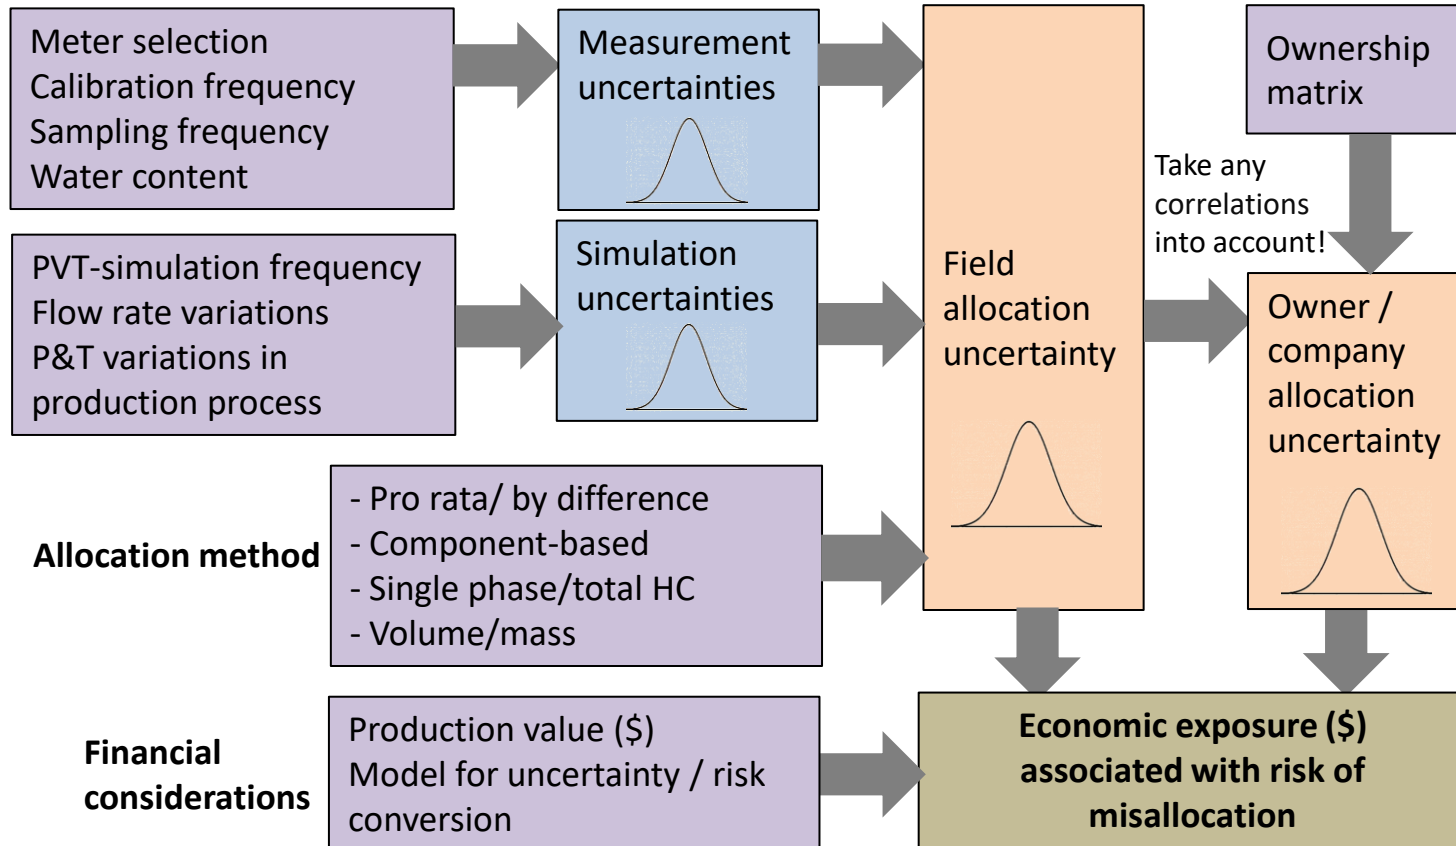 Meter selection
Calibration frequency
Sampling frequency
Water content
Measurement
uncertainties
Ownership
matrix
Take any
correlations
into account!
PVT-simulation frequency
Flow rate variations
P&T variations in
production process
Simulation
uncertainties
Field
allocation
uncertainty
Owner /
company
allocation
uncertainty
Allocation method
- Pro rata/ by difference
- Component-based
- Single phase/total HC
- Volume/mass
Financial
considerations
Production value ($)
Model for uncertainty / risk
conversion
Economic exposure ($)
associated with risk of
misallocation